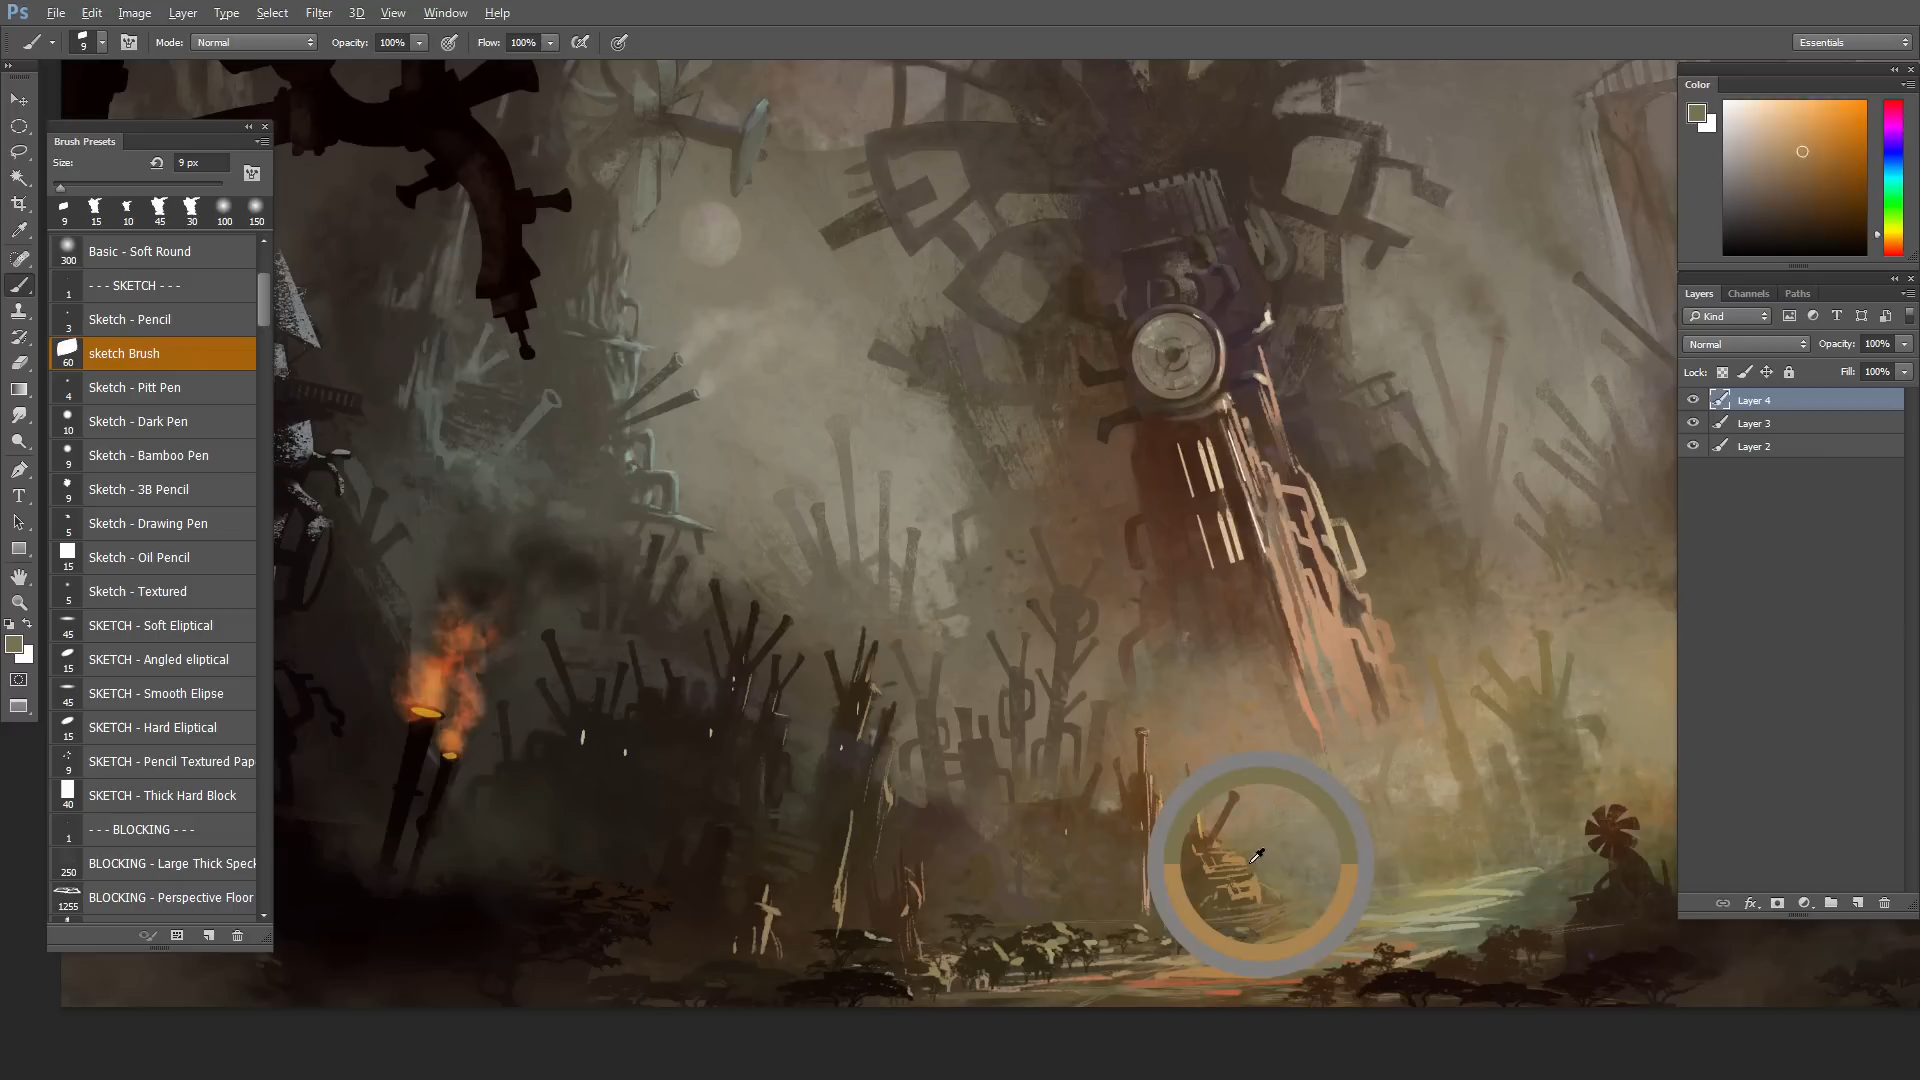 Ps File Edit Image Layer Type Select Filter 3D View Window Help
9 Mode: Normal Opacity: 100% Flow: 100% Essentials
Color
Brush Presets
Size: 9 px
9 15 10 45 30 100 150
300 Basic - Soft Round
1 - - - SKETCH - - -
3 Sketch - Pencil
60 sketch Brush
4 Sketch - Pitt Pen
10 Sketch - Dark Pen
9 Sketch - Bamboo Pen
9 Sketch - 3B Pencil
5 Sketch - Drawing Pen
15 Sketch - Oil Pencil
5 Sketch - Textured
45 SKETCH - Soft Eliptical
15 SKETCH - Angled eliptical
45 SKETCH - Smooth Elipse
15 SKETCH - Hard Eliptical
9 SKETCH - Pencil Textured Pap
40 SKETCH - Thick Hard Block
1 - - - BLOCKING - - -
250 BLOCKING - Large Thick Speck
1255 BLOCKING - Perspective Floor
Layers Channels Paths
Kind
Normal Opacity: 100%
Lock: Fill: 100%
Layer 4
Layer 3
Layer 2